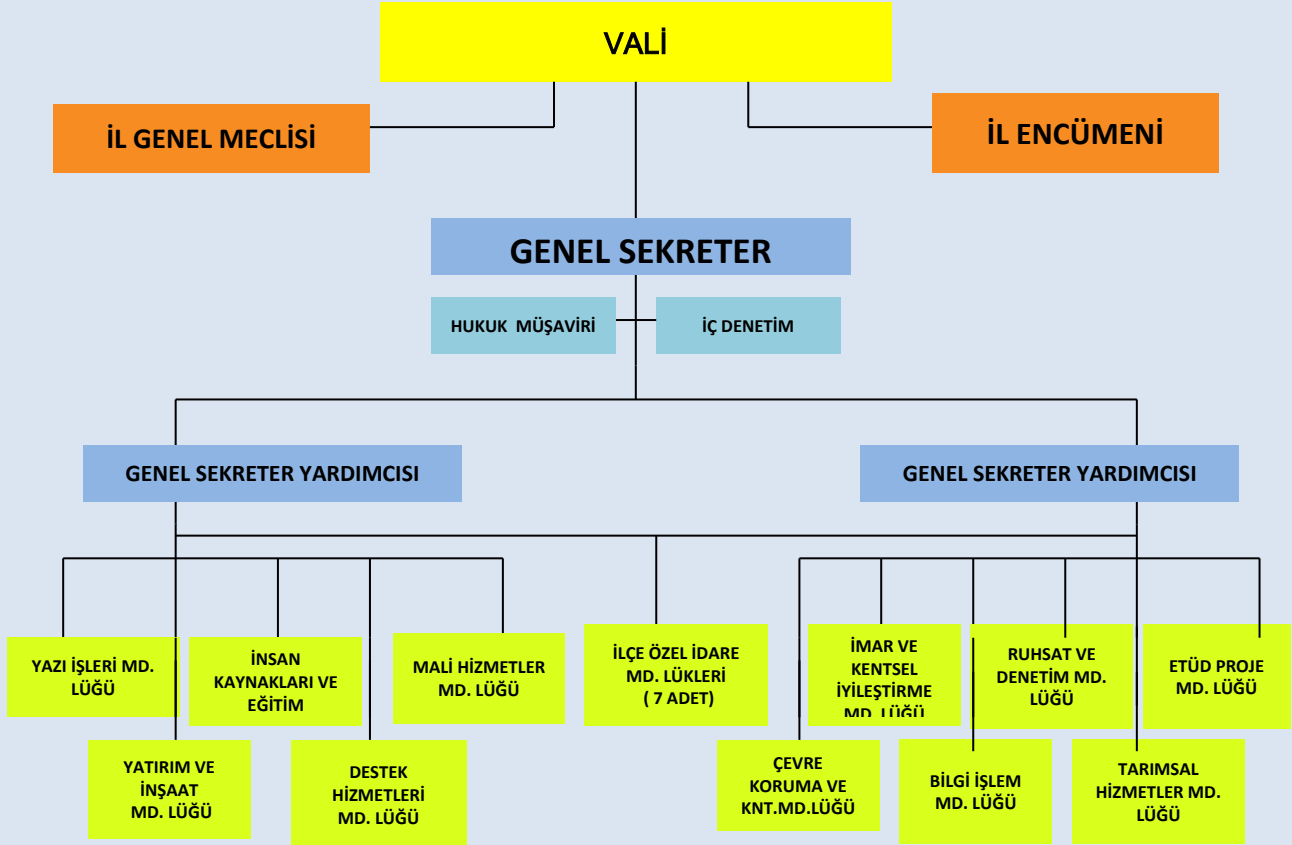 VALİ
İL GENEL MECLİSİ
İL ENCÜMENİ
GENEL SEKRETER
HUKUK MÜŞAVİRİ
İÇ DENETİM
GENEL SEKRETER YARDIMCISI
GENEL SEKRETER YARDIMCISI
YAZI İŞLERİ MD.
LÜĞÜ
İNSAN
KAYNAKLARI VE
EĞİTİM
MALİ HİZMETLER
MD. LÜĞÜ
İLÇE ÖZEL İDARE
MD. LÜKLERİ
( 7 ADET)
İMAR VE
KENTSEL
İYİLEŞTİRME
MD. LÜĞÜ
RUHSAT VE
DENETİM MD.
LÜĞÜ
ETÜD PROJE
MD. LÜĞÜ
YATIRIM VE
İNŞAAT
MD. LÜĞÜ
DESTEK
HİZMETLERİ
MD. LÜĞÜ
ÇEVRE
KORUMA VE
KNT.MD.LÜĞÜ
BİLGİ İŞLEM
MD. LÜĞÜ
TARIMSAL
HİZMETLER MD.
LÜĞÜ